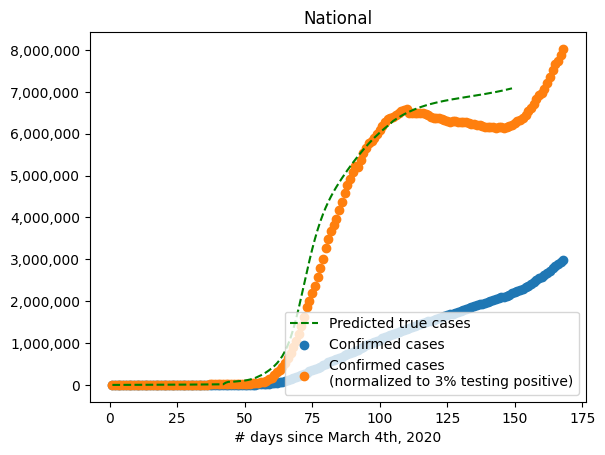 National
8,000,000
7,000,000
6,000,000
5,000,000
4,000,000
3,000,000
2,000,000
1,000,000
0
Predicted true cases
Confirmed cases
Confirmed cases
(normalized to 3% testing positive)
0 25 50 75 100 125 150 175
# days since March 4th, 2020